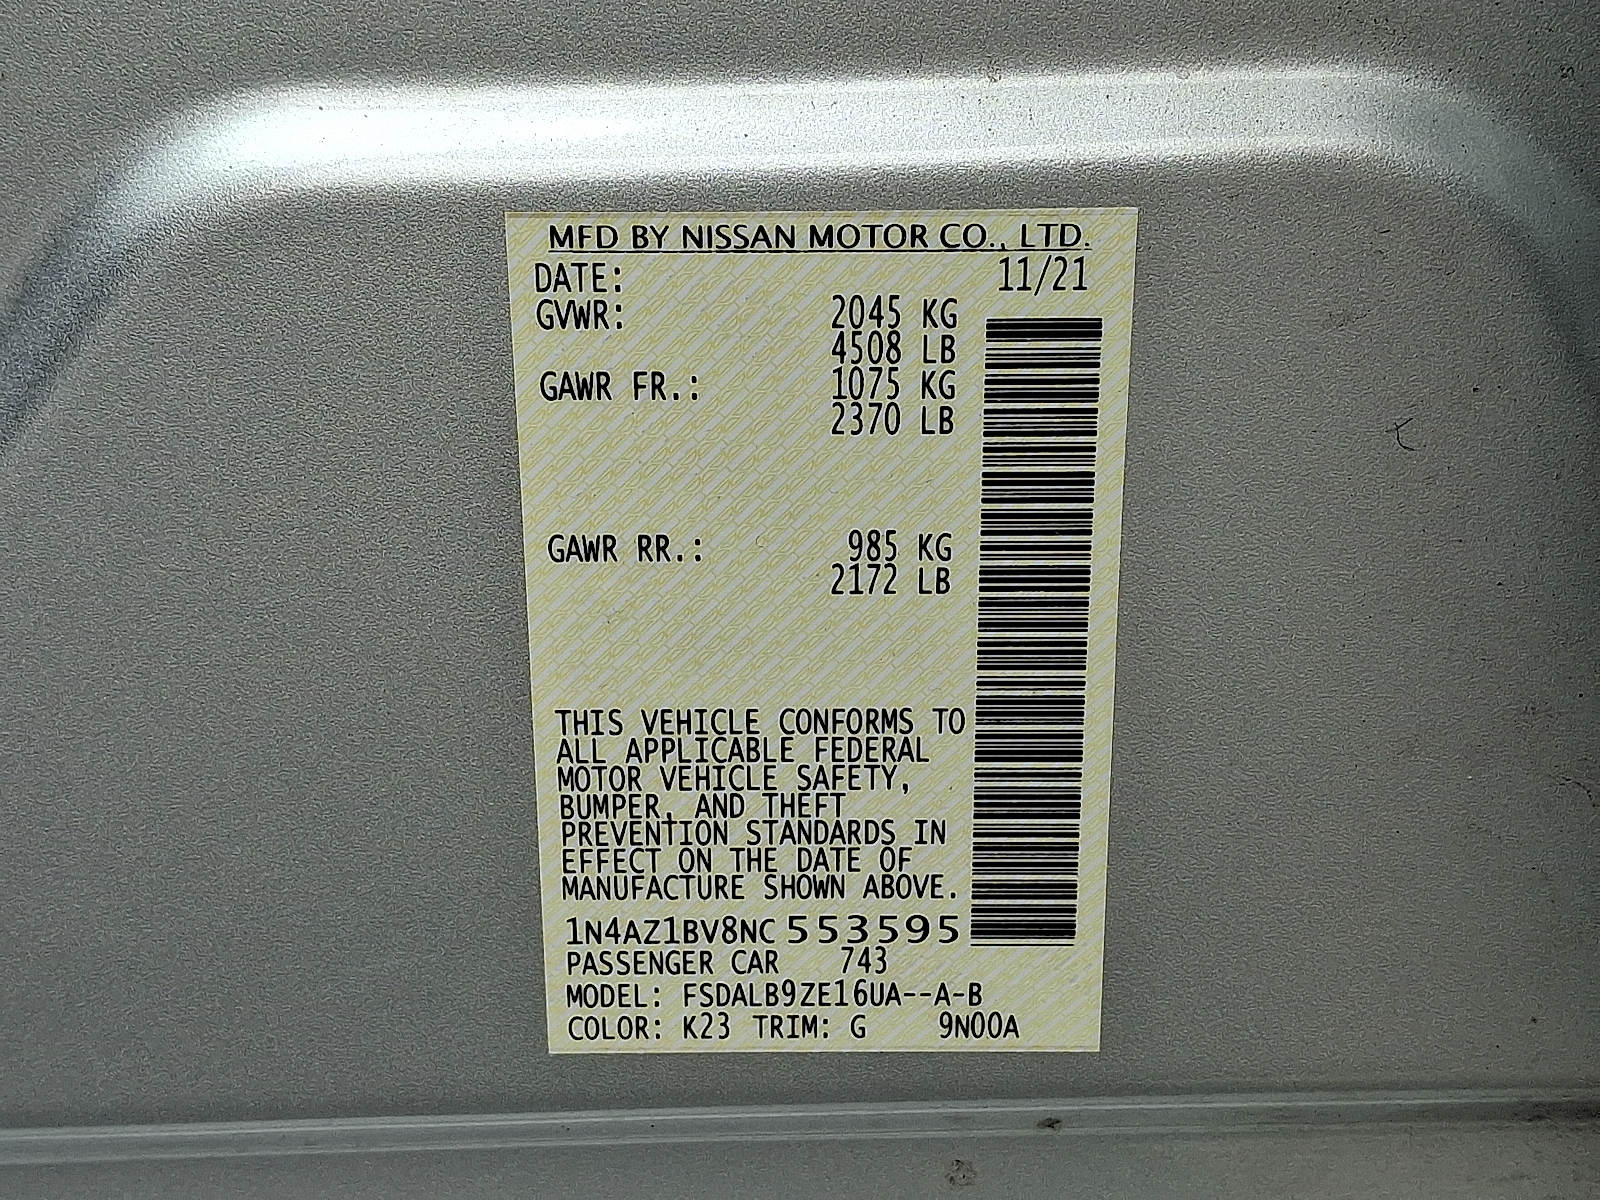 MFD BY NISSAN MOTOR CO., LTD.
DATE: 11/21
GVWR: 2045 KG
4508 LB
GAWR FR.: 1075 KG
2370 LB
GAWR RR.: 985 KG
2172 LB
THIS VEHICLE CONFORMS TO
ALL APPLICABLE FEDERAL
MOTOR VEHICLE SAFETY,
BUMPER, AND THEFT
PREVENTION STANDARDS IN
EFFECT ON THE DATE OF
MANUFACTURE SHOWN ABOVE.
1N4AZ1BV8NC553595
PASSENGER CAR 743
MODEL: FSDALB9ZE16UA--A-B
COLOR: K23 TRIM: G 9N00A